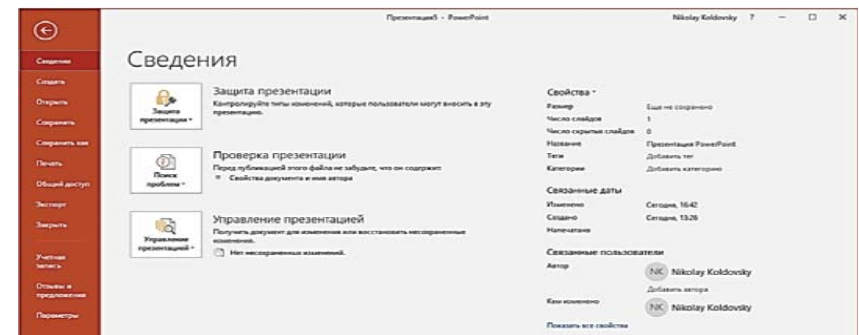 Презентация5 - PowerPoint
Nikolay Koldovsky ? 
Сведения
Создать
Открыть
Сохранить
Сохранить как
Печать
Общий доступ
Экспорт
Закрыть
Учетная
запись
Отзывы и
предложения
Параметры
Сведения
Защита
презентации
Защита презентации
Контролируйте типы изменений, которые пользователи могут вносить в эту
презентацию.
Поиск
проблем
Проверка презентации
Перед публикацией этого файла не забудьте, что он содержит:
Свойства документа и имя автора
Управление
презентацией
Управление презентацией
Получить документ для изменения или восстановить несохраненные
изменения.
Нет несохраненных изменений.
Свойства
Размер Еще не сохранено
Число слайдов 1
Число скрытых слайдов 0
Название Презентация PowerPoint
Теги Добавить тег
Категории Добавить категорию
Связанные даты
Изменено Сегодня, 16:42
Создано Сегодня, 13:26
Напечатано
Связанные пользователи
Автор NK Nikolay Koldovsky
Добавить автора
Кем изменено NK Nikolay Koldovsky
Показать все свойства